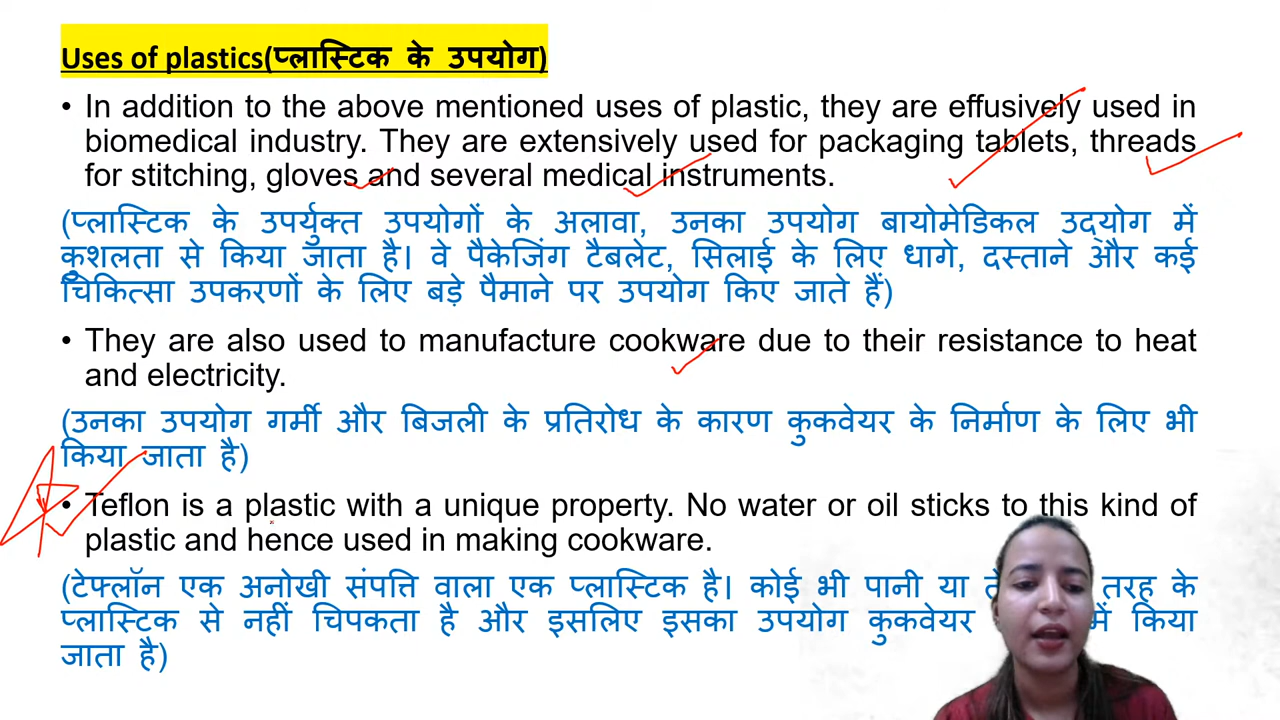 Uses of plastics(प्लास्टिक के उपयोग)
• In addition to the above mentioned uses of plastic, they are effusively used in
biomedical industry. They are extensively used for packaging tablets, threads
for stitching, gloves and several medical instruments.
(प्लास्टिक के उपर्युक्त उपयोगों के अलावा, उनका उपयोग बायोमेडिकल उद्योग में
कुशलता से किया जाता है। वे पैकेजिंग टैबलेट, सिलाई के लिए धागे, दस्ताने और कई
चिकित्सा उपकरणों के लिए बड़े पैमाने पर उपयोग किए जाते हैं)
• They are also used to manufacture cookware due to their resistance to heat
and electricity.
(उनका उपयोग गर्मी और बिजली के प्रतिरोध के कारण कुकवेयर के निर्माण के लिए भी
किया जाता है)
• Teflon is a plastic with a unique property. No water or oil sticks to this kind of
plastic and hence used in making cookware.
(टेफ्लॉन एक अनोखी संपत्ति वाला एक प्लास्टिक है। कोई भी पानी या तरह के
प्लास्टिक से नहीं चिपकता है और इसलिए इसका उपयोग कुकवेयर में किया
जाता है)